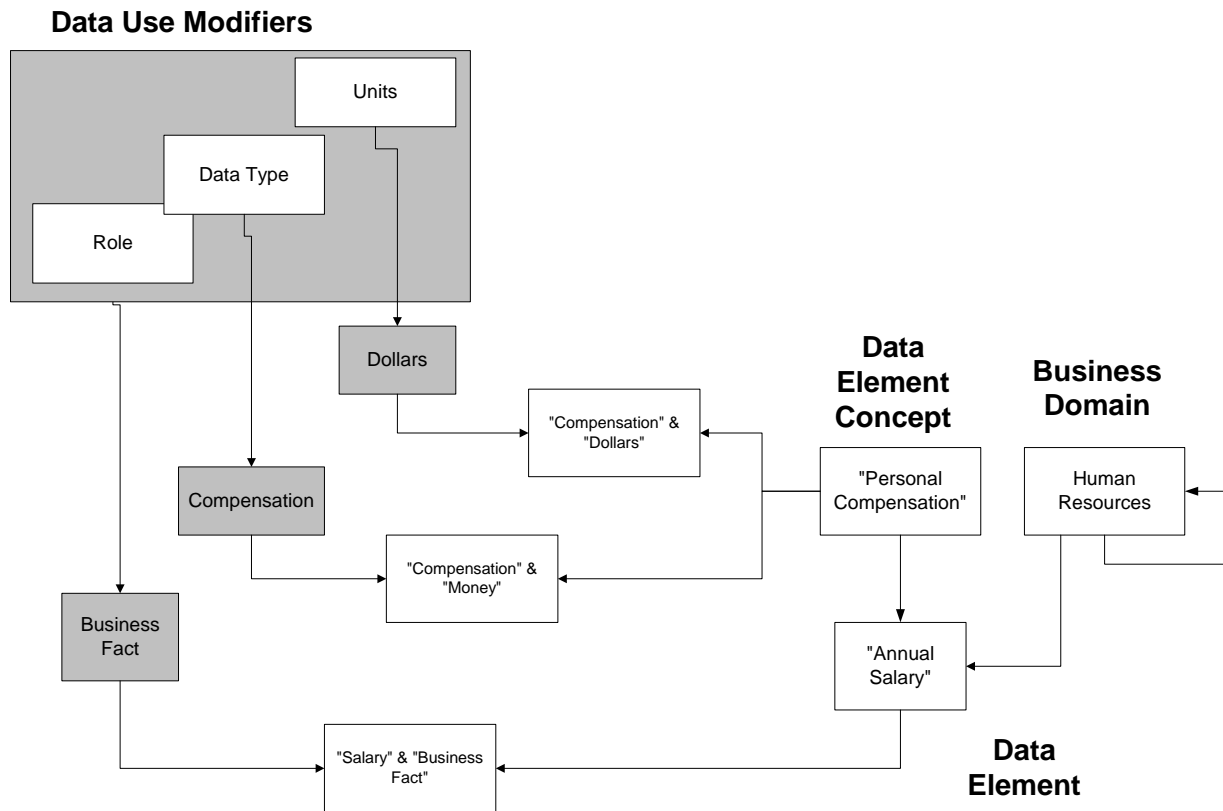 Data Use Modifiers
Units
Data Type
Role
Dollars
Data
Element
Concept
Business
Domain
"Compensation" &
"Dollars"
"Personal
Compensation"
Human
Resources
Compensation
"Compensation" &
"Money"
Business
Fact
"Annual
Salary"
"Salary" & "Business
Fact"
Data
Element